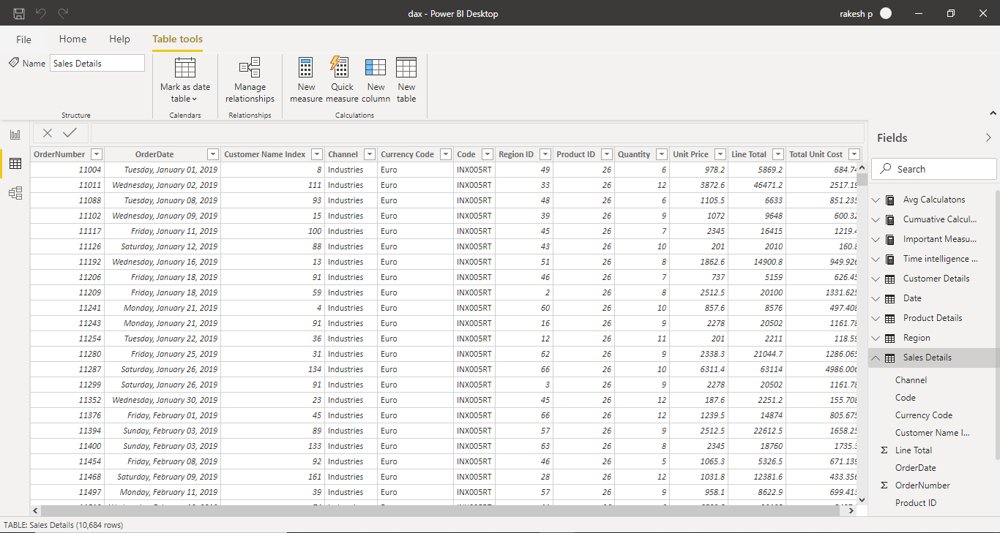 dax - Power BI Desktop
rakesh p
File Home Help Table tools
Name Sales Details
Mark as date table
Manage relationships
New measure
Quick measure
New column
New table
Structure Calendars Relationships Calculations
OrderNumber OrderDate Customer Name Index Channel Currency Code Code Region ID Product ID Quantity Unit Price Line Total Total Unit Cost
11004 Tuesday, January 01, 2019 8 Industries Euro INX005RT 49 26 6 978.2 5869.2 684.74
11011 Wednesday, January 02, 2019 111 Industries Euro INX005RT 33 26 12 3872.6 46471.2 2517.19
11088 Tuesday, January 08, 2019 93 Industries Euro INX005RT 48 26 6 1105.5 6633 851.235
11102 Wednesday, January 09, 2019 15 Industries Euro INX005RT 39 26 9 1072 9648 600.32
11117 Friday, January 11, 2019 100 Industries Euro INX005RT 45 26 7 2345 16415 1219.4
11126 Saturday, January 12, 2019 88 Industries Euro INX005RT 43 26 10 201 2010 160.8
11192 Wednesday, January 16, 2019 13 Industries Euro INX005RT 51 26 8 1862.6 14900.8 949.926
11206 Friday, January 18, 2019 91 Industries Euro INX005RT 46 26 7 737 5159 626.45
11209 Friday, January 18, 2019 59 Industries Euro INX005RT 2 26 8 2512.5 20100 1331.625
11241 Monday, January 21, 2019 4 Industries Euro INX005RT 60 26 10 857.6 8576 497.408
11243 Monday, January 21, 2019 91 Industries Euro INX005RT 16 26 9 2278 20502 1161.78
11254 Tuesday, January 22, 2019 36 Industries Euro INX005RT 12 26 11 201 2211 118.59
11280 Friday, January 25, 2019 31 Industries Euro INX005RT 62 26 9 2338.3 21044.7 1286.065
11287 Saturday, January 26, 2019 134 Industries Euro INX005RT 66 26 10 6311.4 63114 4986.006
11299 Saturday, January 26, 2019 91 Industries Euro INX005RT 3 26 9 2278 20502 1161.78
11352 Wednesday, January 30, 2019 23 Industries Euro INX005RT 45 26 12 187.6 2251.2 155.708
11376 Friday, February 01, 2019 45 Industries Euro INX005RT 66 26 12 1239.5 14874 805.675
11394 Sunday, February 03, 2019 89 Industries Euro INX005RT 57 26 9 2512.5 22612.5 1658.25
11400 Sunday, February 03, 2019 133 Industries Euro INX005RT 63 26 8 2345 18760 1735.3
11454 Friday, February 08, 2019 92 Industries Euro INX005RT 46 26 5 1065.3 5326.5 671.139
11468 Saturday, February 09, 2019 161 Industries Euro INX005RT 28 26 12 1031.8 12381.6 433.356
11497 Monday, February 11, 2019 39 Industries Euro INX005RT 57 26 9 958.1 8622.9 699.413
Fields
Search
Avg Calculatons
Cumuative Calcul...
Important Measu...
Time intelligence ...
Customer Details
Date
Product Details
Region
Sales Details
Channel
Code
Currency Code
Customer Name I...
Σ Line Total
OrderDate
Σ OrderNumber
Product ID
TABLE: Sales Details (10,684 rows)